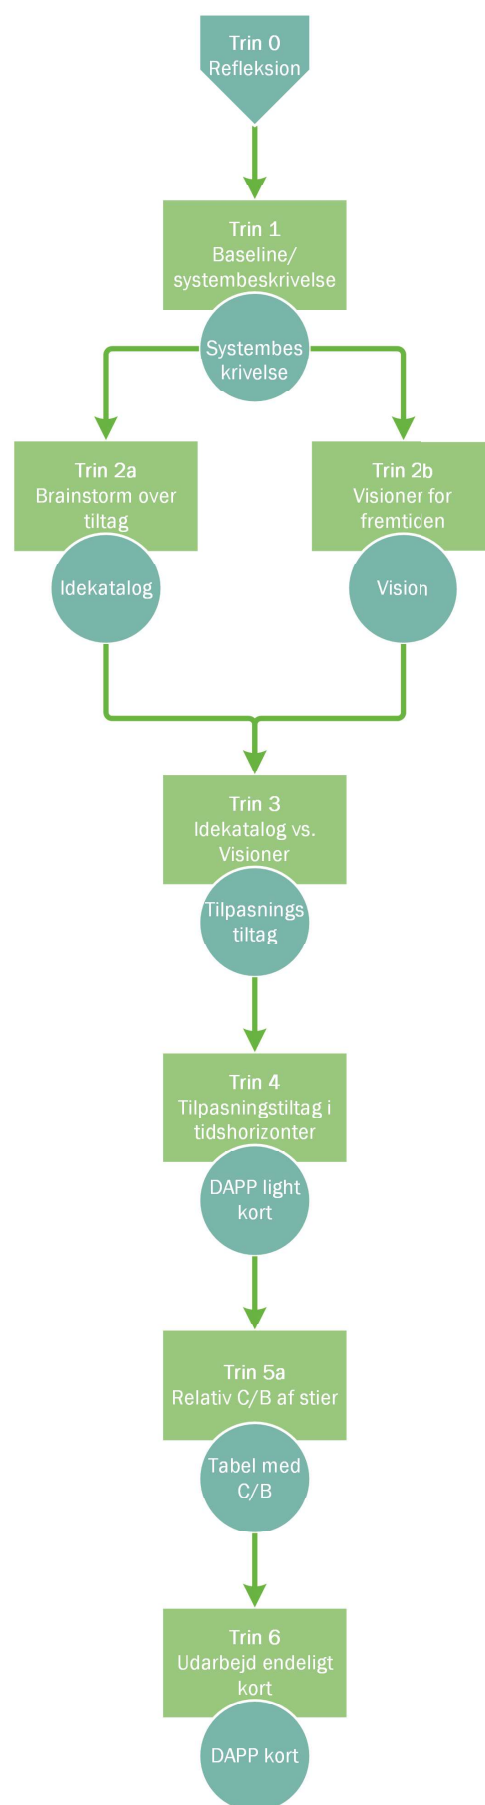 Trin 0
Refleksion
Trin 1
Baseline/
systembeskrivelse
Systembes
krivelse
Trin 2a
Brainstorm over
tiltag
Idekatalog
Trin 2b
Visioner for
fremticen
Vision
Trin 3
Idekatalog vs.
Visioner
Tilpasnings
tiltag
Trin 4
Tilpasningstiltag i
tidshorizonter
DAPP light
kort
Trin 5a
Relativ C/B af stier
Tabel med
C/B
Trin 6
Udarbejd endeligt
kort
DAPP kort